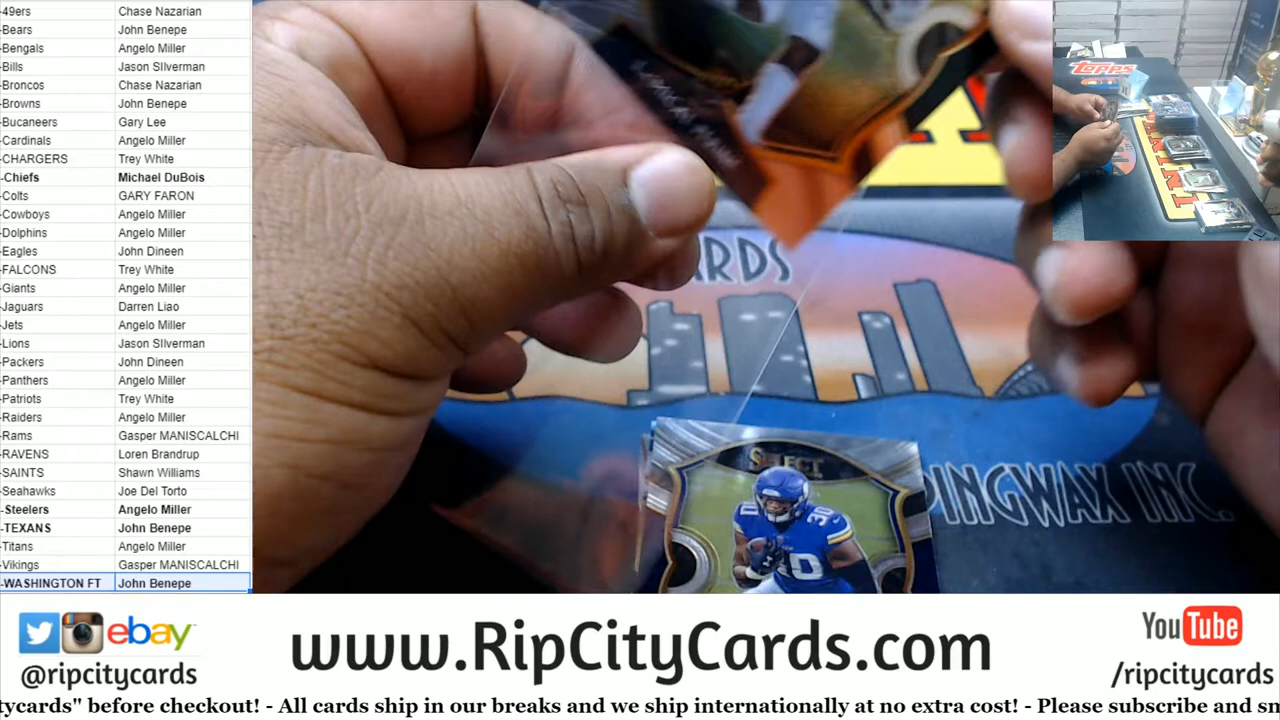 -49ers Chase Nazarian
-Bears John Benepe
-Bengals Angelo Miller
-Bills Jason SIlverman
-Broncos Chase Nazarian
-Browns John Benepe
-Bucaneers Gary Lee
-Cardinals Angelo Miller
-CHARGERS Trey White
-Chiefs Michael DuBois
-Colts GARY FARON
-Cowboys Angelo Miller
-Dolphins Angelo Miller
-Eagles John Dineen
-FALCONS Trey White
-Giants Angelo Miller
-Jaguars Darren Liao
-Jets Angelo Miller
-Lions Jason SIlverman
-Packers John Dineen
-Panthers Angelo Miller
-Patriots Trey White
-Raiders Angelo Miller
-Rams Gasper MANISCALCHI
-RAVENS Loren Brandrup
-SAINTS Shawn Williams
-Seahawks Joe Del Torto
-Steelers Angelo Miller
-TEXANS John Benepe
-Titans Angelo Miller
-Vikings Gasper MANISCALCHI
-WASHINGTON FT John Benepe
Topps
ARDS
PINGWAX INC.
SELECT
30
30
ebay
@ripcitycards
www.RipCityCards.com
YouTube
/ripcitycards
tycards" before checkout! - All cards ship in our breaks and we ship internationally at no extra cost! - Please subscribe and sn